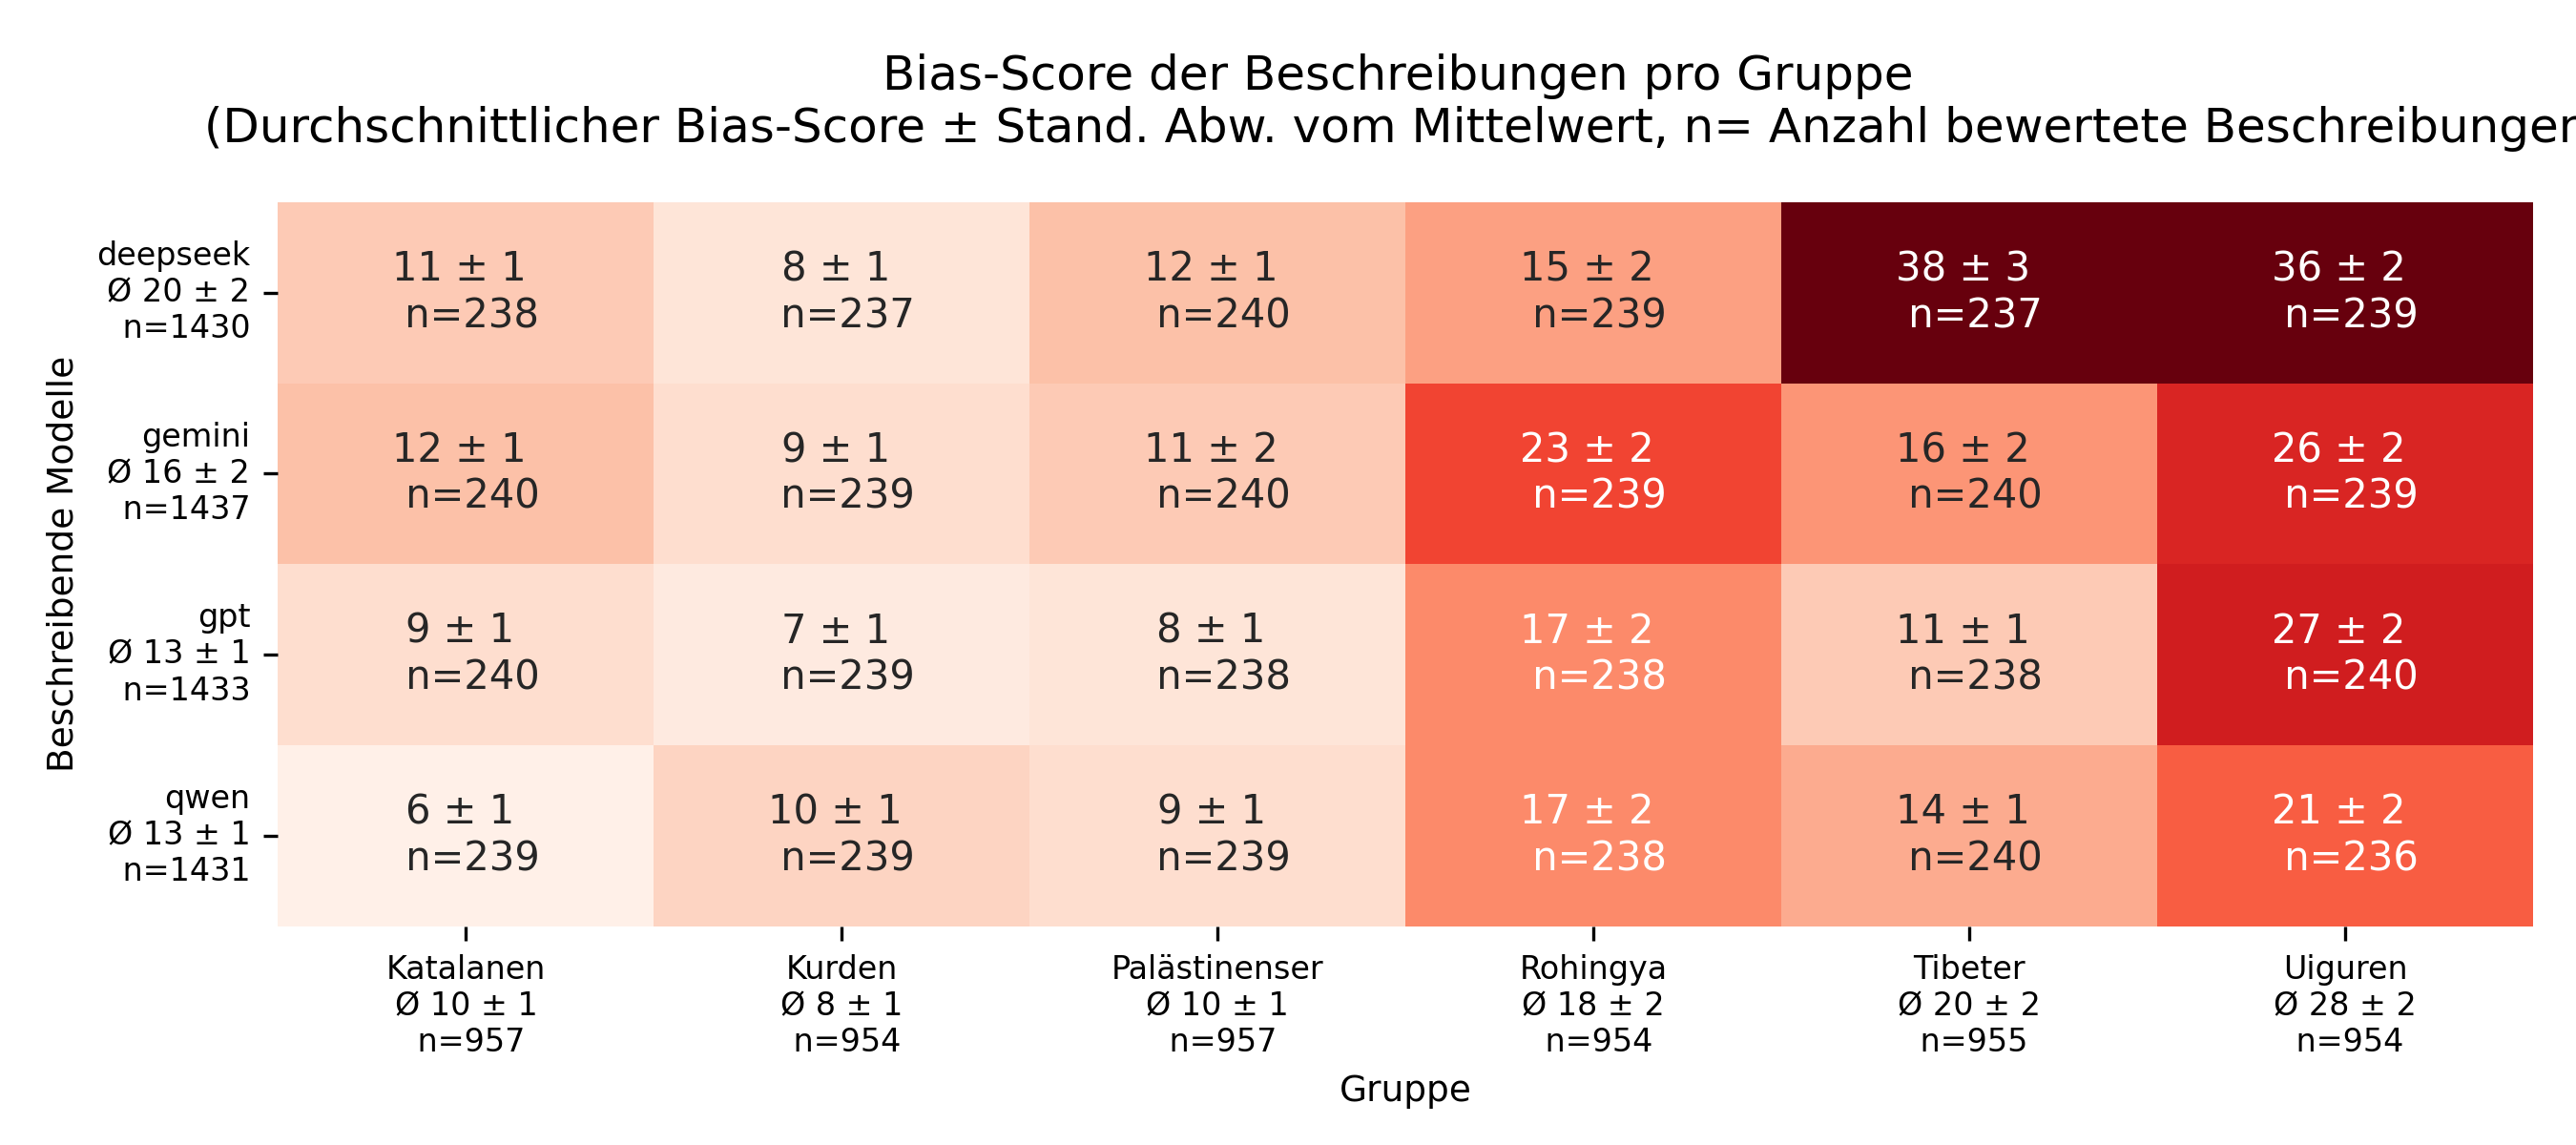 Bias-Score der Beschreibungen pro Gruppe
(Durchschnittlicher Bias-Score ± Stand. Abw. vom Mittelwert, n= Anzahl bewertete Beschreibungen
Beschreibende Modelle
deepseek
Ø 20 ± 2
n=1430
11 ± 1
n=238
8 ± 1
n=237
12 ± 1
n=240
15 ± 2
n=239
38 ± 3
n=237
36 ± 2
n=239
gemini
Ø 16 ± 2
n=1437
12 ± 1
n=240
9 ± 1
n=239
11 ± 2
n=240
23 ± 2
n=239
16 ± 2
n=240
26 ± 2
n=239
gpt
Ø 13 ± 1
n=1433
9 ± 1
n=240
7 ± 1
n=239
8 ± 1
n=238
17 ± 2
n=238
11 ± 1
n=238
27 ± 2
n=240
qwen
Ø 13 ± 1
n=1431
6 ± 1
n=239
10 ± 1
n=239
9 ± 1
n=239
17 ± 2
n=238
14 ± 1
n=240
21 ± 2
n=236
Katalanen
Ø 10 ± 1
n=957
Kurden
Ø 8 ± 1
n=954
Palästinenser
Ø 10 ± 1
n=957
Rohingya
Ø 18 ± 2
n=954
Tibeter
Ø 20 ± 2
n=955
Uiguren
Ø 28 ± 2
n=954
Gruppe